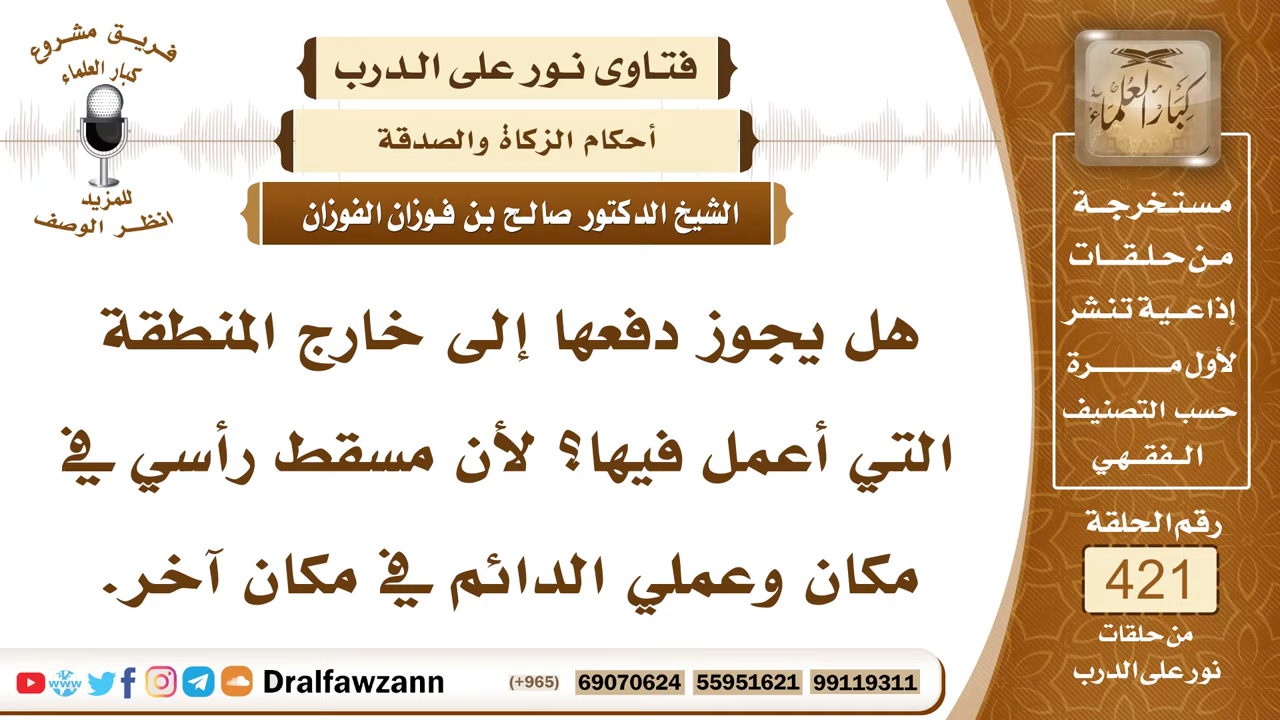 فريق مشروع
كبار العلماء
للمزيد
انظر الوصف
فتاوى نور على الدرب
أحكام الزكاة والصدقة
الشيخ الدكتور صالح بن فوزان الفوزان
هل يجوز دفعها إلى خارج المنطقة
التي أعمل فيها؟ لأن مسقط رأسي في
مكان وعملي الدائم في مكان آخر.
كبار العلماء
مستخرجة
من حلقات
إذاعية تنشر
لأول مرة
حسب التصنيف
الفقهي
رقم الحلقة
421
من حلقات
نور على الدرب
www Dralfawzann (+965) 69070624 55951621 99119311